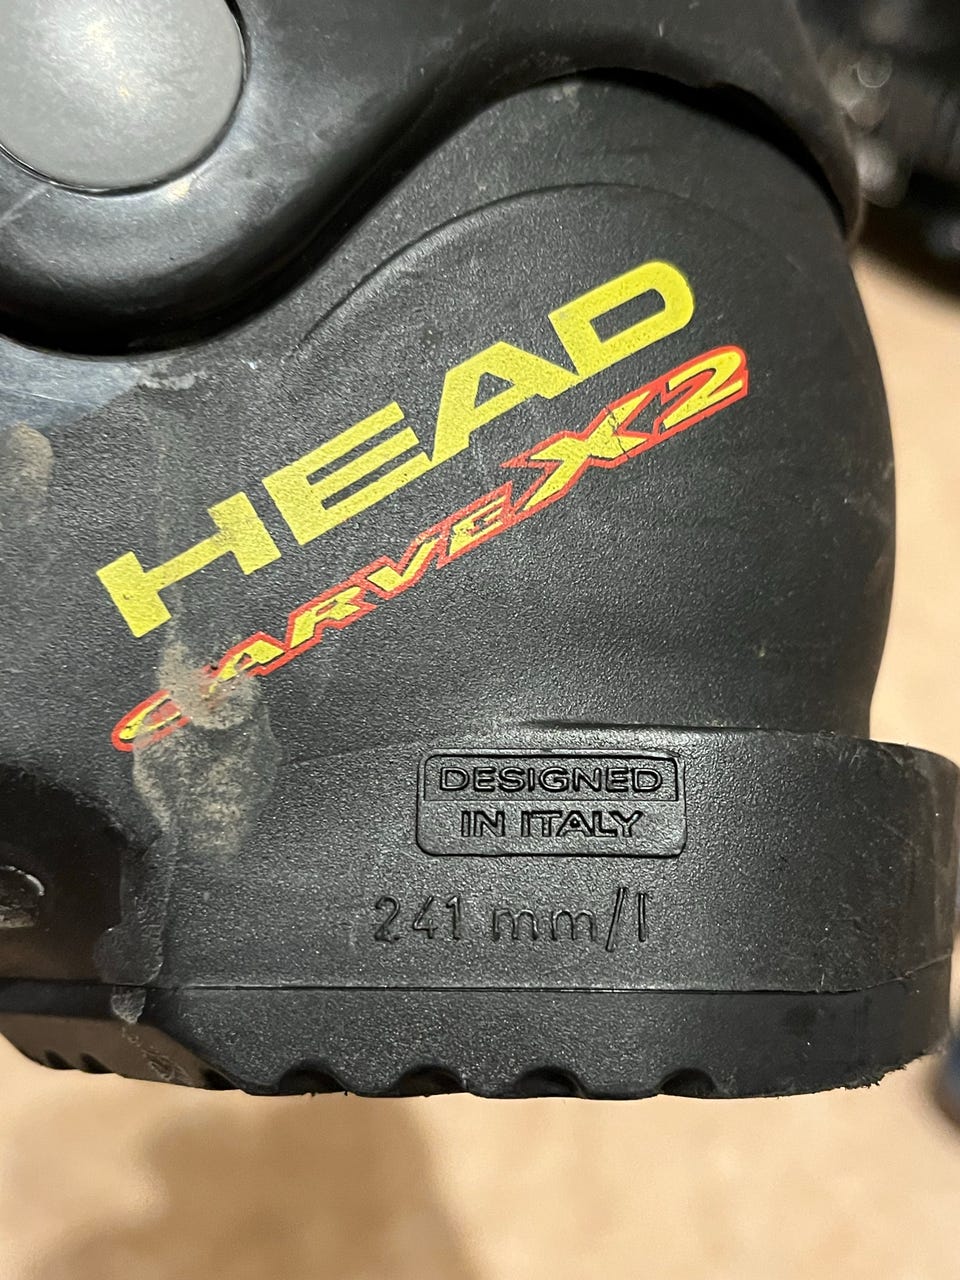 HEAD
CARVE X2
DESIGNED
IN ITALY
241 mm/l